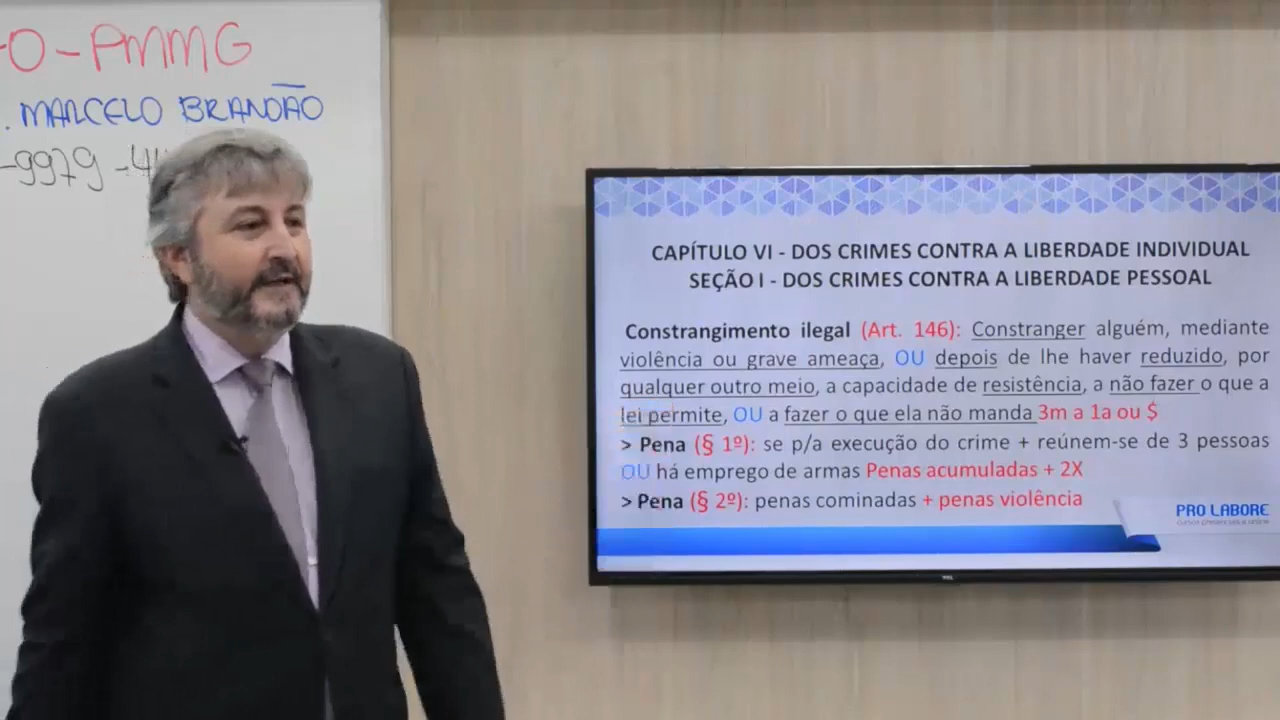 -O-PMMG
. MARCELO BRANDÃO
-9979-44
CAPÍTULO VI - DOS CRIMES CONTRA A LIBERDADE INDIVIDUAL
SEÇÃO I - DOS CRIMES CONTRA A LIBERDADE PESSOAL
Constrangimento ilegal (Art. 146): Constranger alguém, mediante
violência ou grave ameaça, OU depois de lhe haver reduzido, por
qualquer outro meio, a capacidade de resistência, a não fazer o que a
lei permite, OU a fazer o que ela não manda 3m a 1a ou $
> Pena (§ 1º): se p/a execução do crime + reúnem-se de 3 pessoas
OU há emprego de armas Penas acumuladas + 2X
> Pena (§ 2º): penas cominadas + penas violência
PRO LABORE
TCL